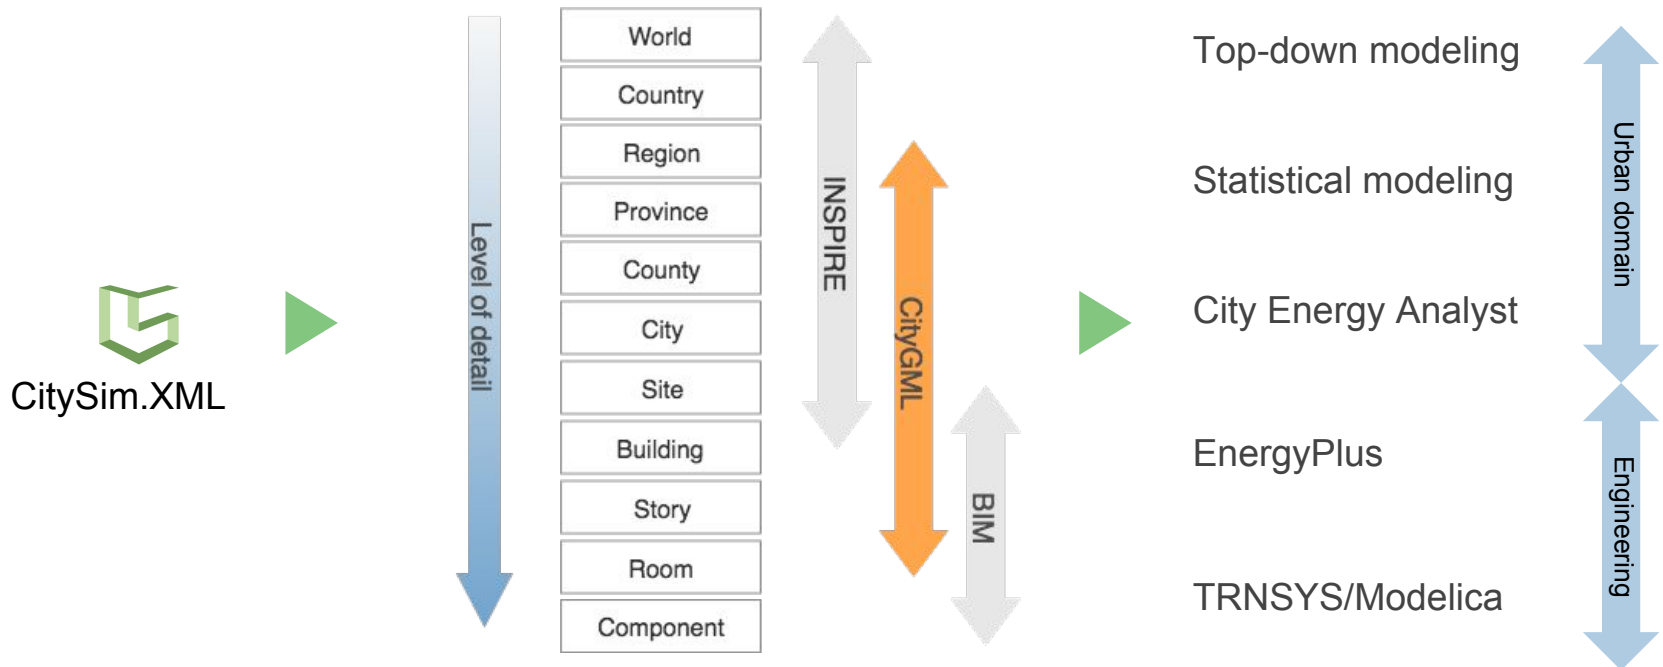 CitySim.XML
Level of detail
World
Country
Region
Province
County
City
Site
Building
Story
Room
Component
INSPIRE
CityGML
BIM
Top-down modeling
Statistical modeling
City Energy Analyst
EnergyPlus
TRNSYS/Modelica
Urban domain
Engineering